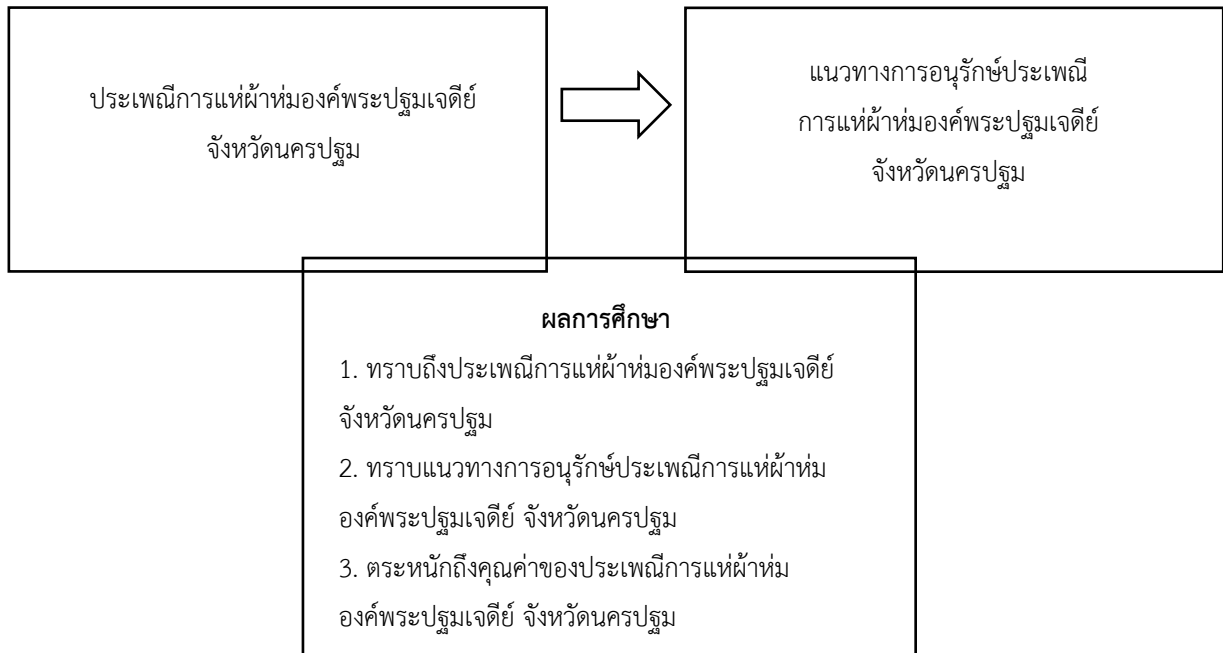 ประเพณีการแห่ผ้าห่มองค์พระปฐมเจดีย์
จังหวัดนครปฐม
แนวทางการอนุรักษ์ประเพณี
การแห่ผ้าห่มองค์พระปฐมเจดีย์
จังหวัดนครปฐม
ผลการศึกษา
1. ทราบถึงประเพณีการแห่ผ้าห่มองค์พระปฐมเจดีย์
จังหวัดนครปฐม
2. ทราบแนวทางการอนุรักษ์ประเพณีการแห่ผ้าห่ม
องค์พระปฐมเจดีย์ จังหวัดนครปฐม
3. ตระหนักถึงคุณค่าของประเพณีการแห่ผ้าห่ม
องค์พระปฐมเจดีย์ จังหวัดนครปฐม